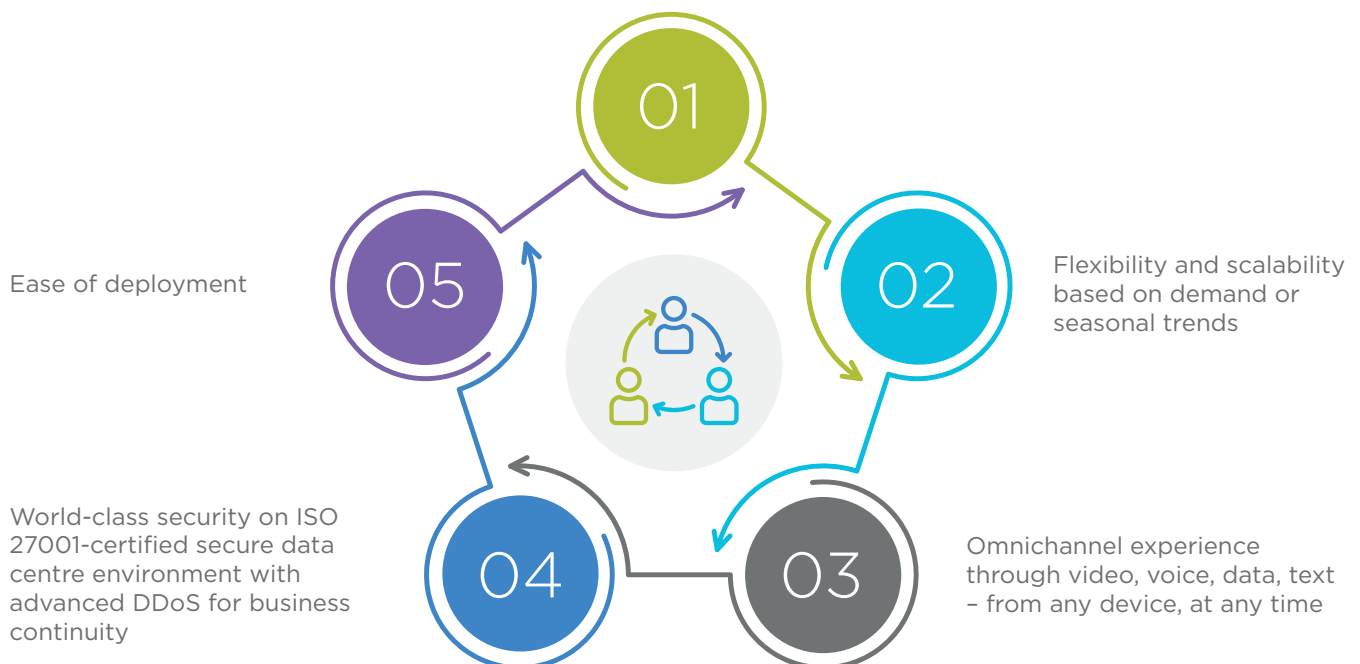 01
02
Flexibility and scalability
based on demand or
seasonal trends
03
Omnichannel experience
through video, voice, data, text
– from any device, at any time
04
World-class security on ISO
27001-certified secure data
centre environment with
advanced DDoS for business
continuity
05
Ease of deployment